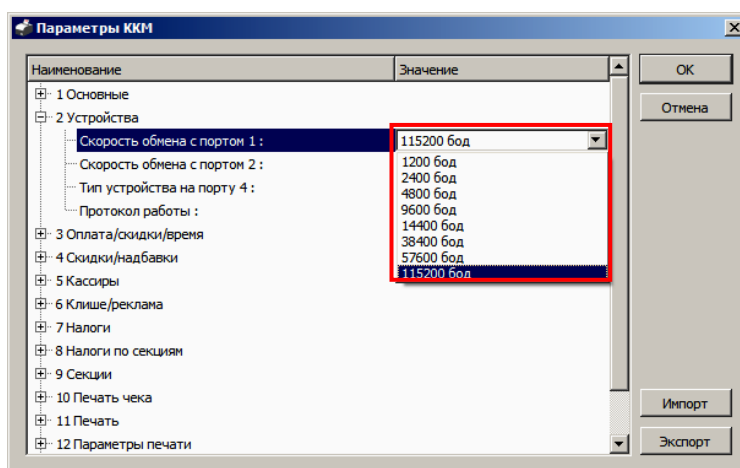 Параметры ККМ
Наименование Значение
ОК
1 Основные
Отмена
2 Устройства
Скорость обмена с портом 1 : 115200 бод
Скорость обмена с портом 2 : 1200 бод
2400 бод
Тип устройства на порту 4 : 4800 бод
9600 бод
Протокол работы : 14400 бод
3 Оплата/скидки/время 38400 бод
4 Скидки/надбавки 57600 бод
115200 бод
5 Кассиры
6 Клише/реклама
7 Налоги
8 Налоги по секциям
9 Секции
10 Печать чека
Импорт
11 Печать
12 Параметры печати
Экспорт